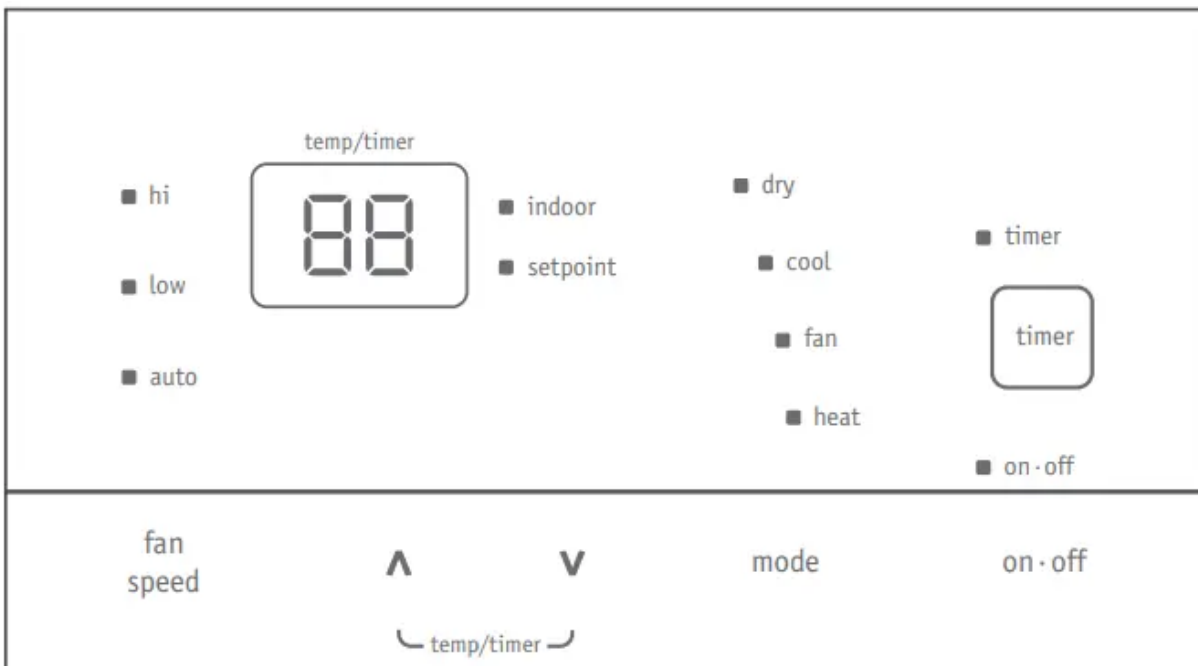 temp/timer
hi
88
indoor
dry
low
setpoint
cool
timer
auto
fan
timer
heat
on·off
fan
speed
∧
∨
mode
on·off
temp/timer